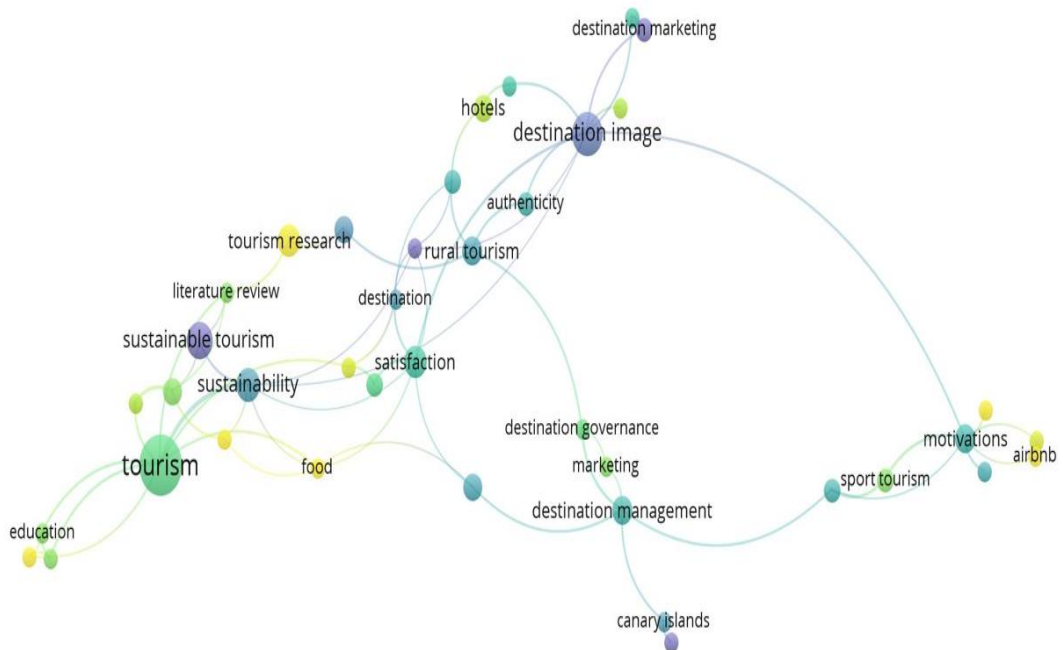 destination marketing
hotels
destination image
authenticity
tourism research
rural tourism
literature review
destination
sustainable tourism
satisfaction
sustainability
destination governance
motivations
airbnb
tourism
food
marketing
sport tourism
destination management
education
canary islands